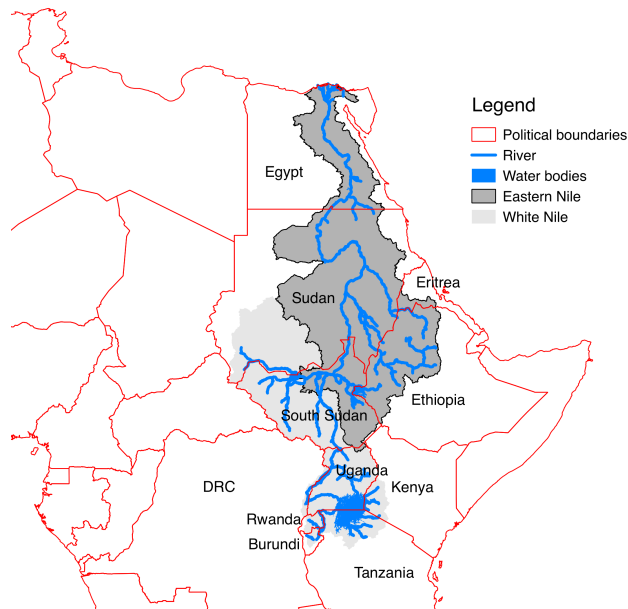 Legend
Political boundaries
River
Water bodies
Eastern Nile
White Nile
Egypt
Eritrea
Sudan
Ethiopia
South Sudan
Uganda
DRC
Kenya
Rwanda
Burundi
Tanzania